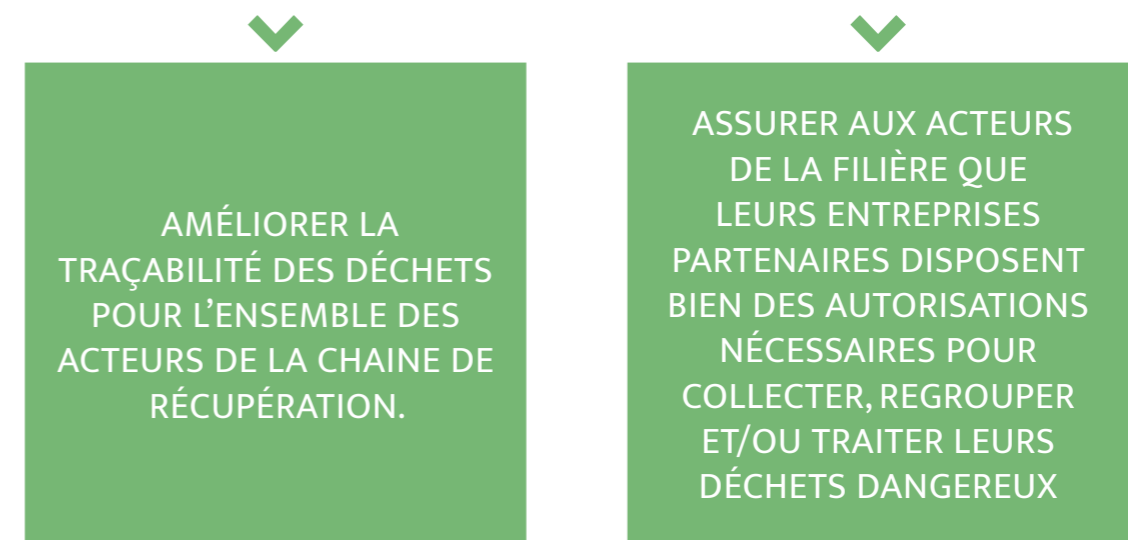 AMÉLIORER LA
TRAÇABILITÉ DES DÉCHETS
POUR L’ENSEMBLE DES
ACTEURS DE LA CHAINE DE
RÉCUPÉRATION.
ASSURER AUX ACTEURS
DE LA FILIÈRE QUE
LEURS ENTREPRISES
PARTENAIRES DISPOSENT
BIEN DES AUTORISATIONS
NÉCESSAIRES POUR
COLLECTER, REGROUPER
ET/OU TRAITER LEURS
DÉCHETS DANGEREUX